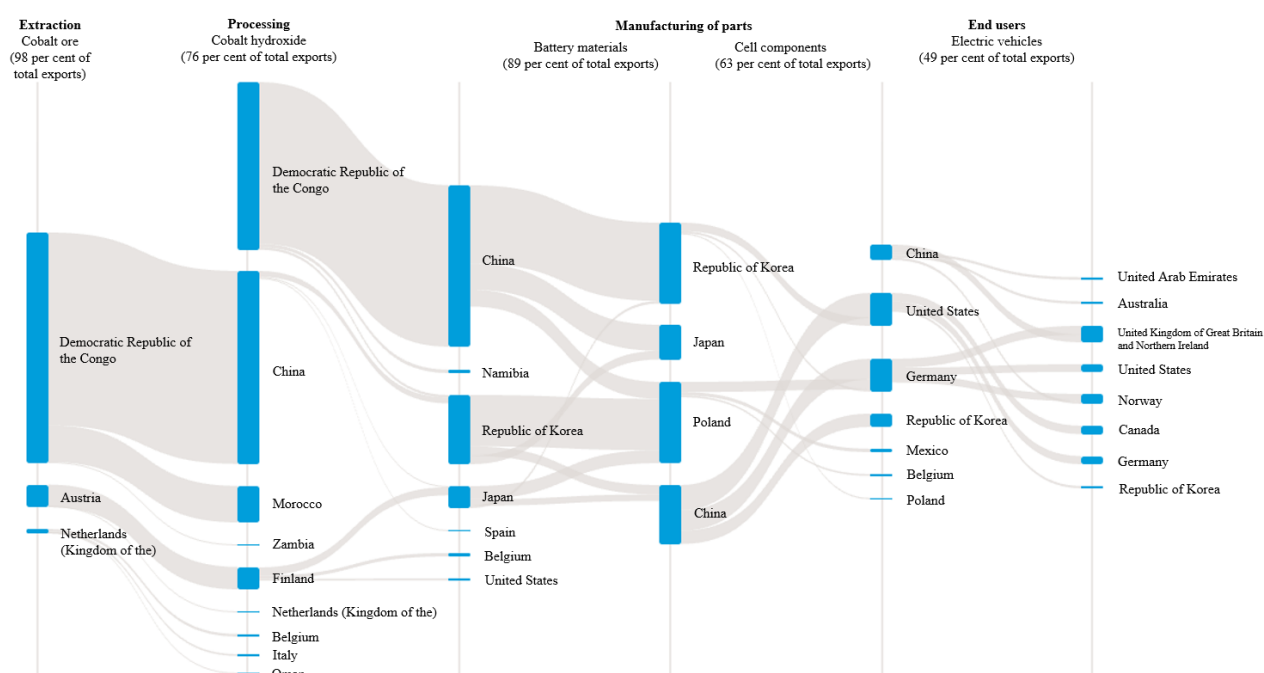 Extraction
Cobalt ore
(98 per cent of
total exports)
Processing
Cobalt hydroxide
(76 per cent of total exports)
Manufacturing of parts
Battery materials
(89 per cent of total exports)
Cell components
(63 per cent of total exports)
End users
Electric vehicles
(49 per cent of total exports)
Democratic Republic of
the Congo
Austria
Netherlands
(Kingdom of the)
Democratic Republic of
the Congo
China
Morocco
Zambia
Finland
Netherlands (Kingdom of the)
Belgium
Italy
China
Namibia
Republic of Korea
Japan
Spain
Belgium
United States
Republic of Korea
Japan
Poland
China
China
United States
Germany
Republic of Korea
Mexico
Belgium
Poland
United Arab Emirates
Australia
United Kingdom of Great Britain
and Northern Ireland
United States
Norway
Canada
Germany
Republic of Korea